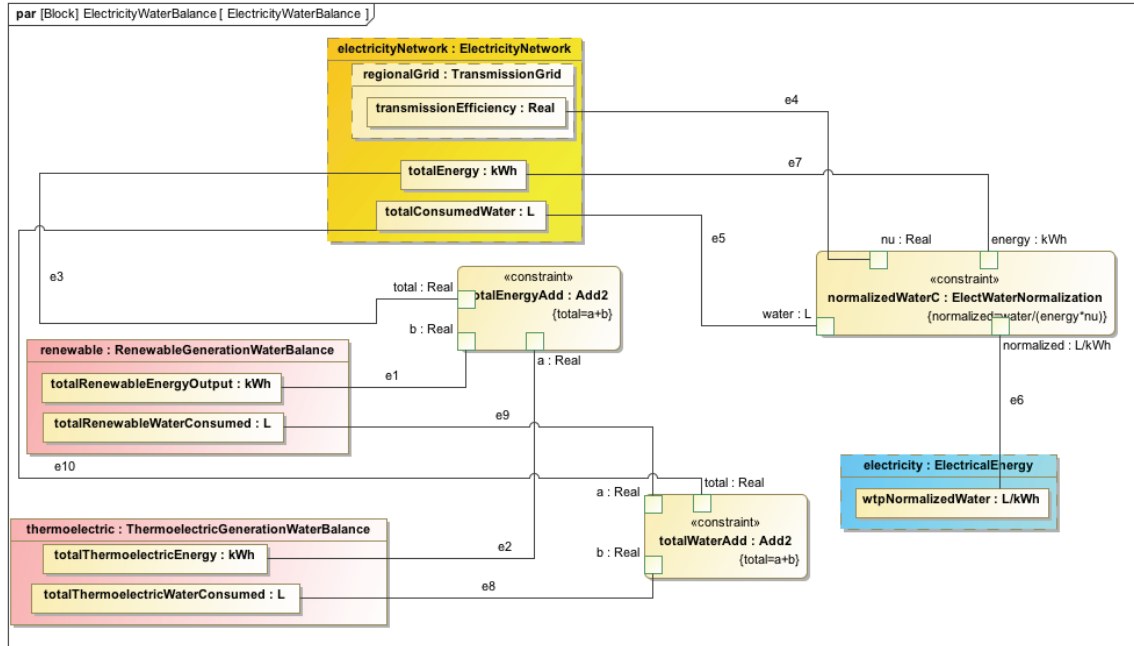 par [Block] ElectricityWaterBalance [ ElectricityWaterBalance ]
electricityNetwork : ElectricityNetwork
regionalGrid : TransmissionGrid
transmissionEfficiency : Real
e4
totalEnergy : kWh
e7
totalConsumedWater : L
e5
nu : Real
energy : kWh
e3
«constraint»
normalizedWaterC : ElectWaterNormalization
{normalized=water/(energy*nu)}
water : L
normalized : L/kWh
total : Real
«constraint»
otalEnergyAdd : Add2
{total=a+b}
b : Real
a : Real
renewable : RenewableGenerationWaterBalance
totalRenewableEnergyOutput : kWh
e1
totalRenewableWaterConsumed : L
e9
e6
e10
electricity : ElectricalEnergy
wtpNormalizedWater : L/kWh
a : Real
total : Real
«constraint»
totalWaterAdd : Add2
{total=a+b}
b : Real
thermoelectric : ThermoelectricGenerationWaterBalance
totalThermoelectricEnergy : kWh
e2
totalThermoelectricWaterConsumed : L
e8